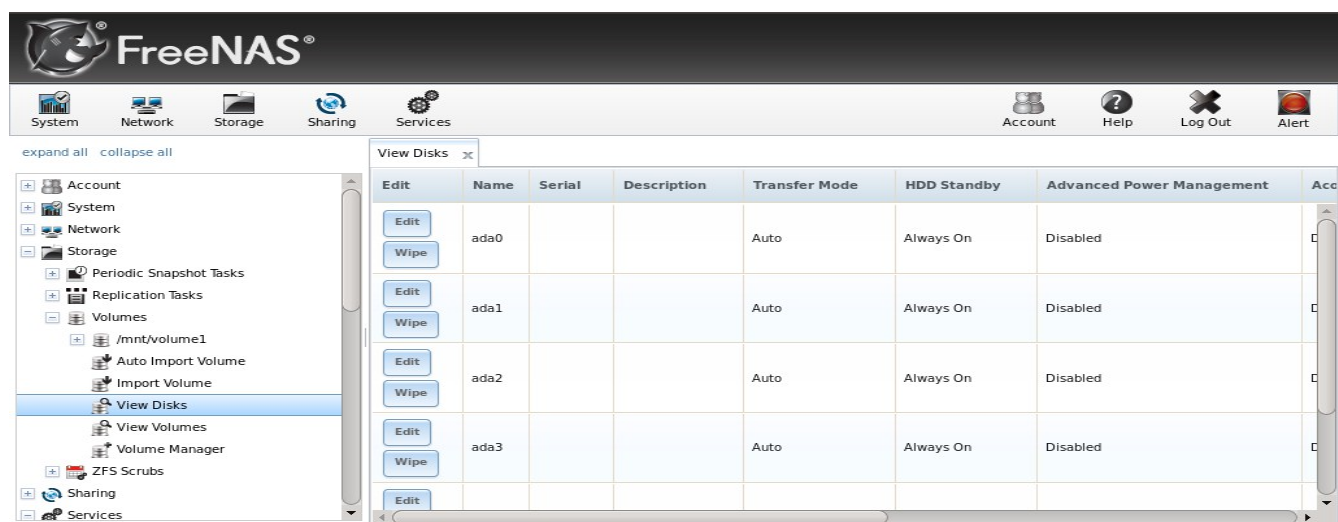 FreeNAS®
System Network Storage Sharing Services Account Help Log Out Alert
expand all collapse all
View Disks x
Account
System
Network
Storage
Periodic Snapshot Tasks
Replication Tasks
Volumes
/mnt/volume1
Auto Import Volume
Import Volume
View Disks
View Volumes
Volume Manager
ZFS Scrubs
Sharing
Services
Edit Name Serial Description Transfer Mode HDD Standby Advanced Power Management Acc
Edit
Wipe
ada0 Auto Always On Disabled
Edit
Wipe
ada1 Auto Always On Disabled
Edit
Wipe
ada2 Auto Always On Disabled
Edit
Wipe
ada3 Auto Always On Disabled
Edit